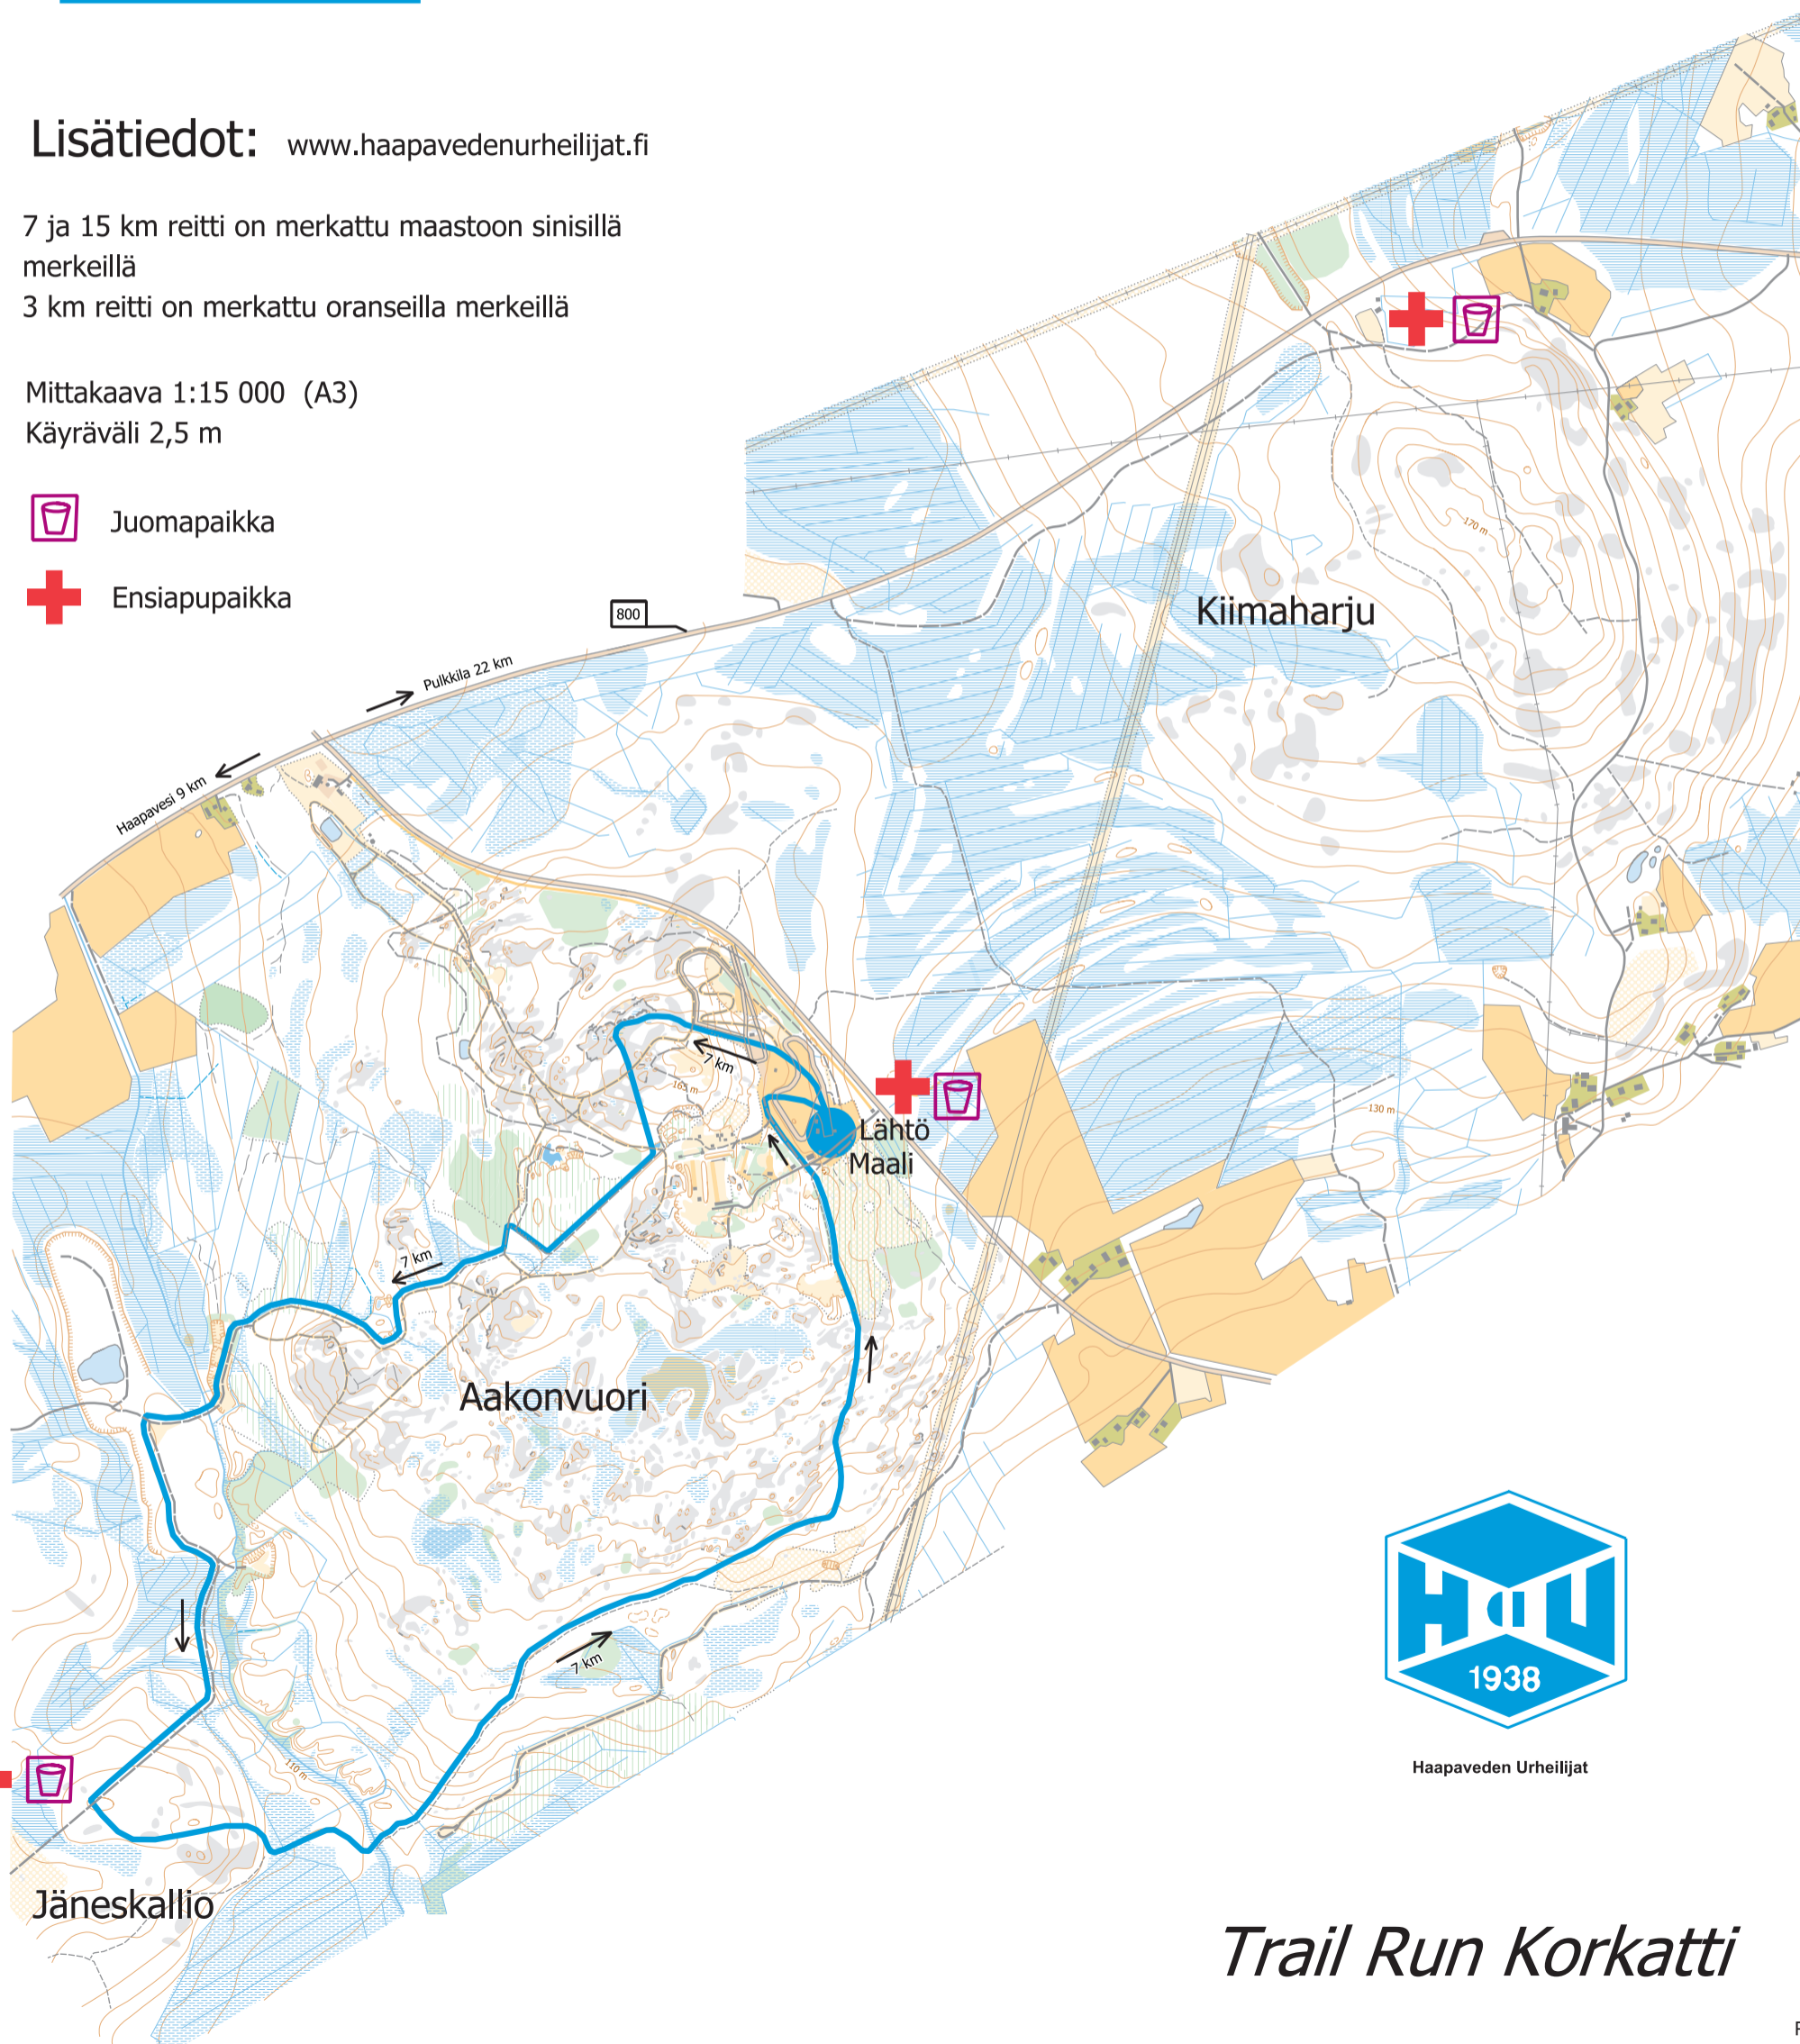 Lisätiedot: www.haapavedenurheilijat.fi
7 ja 15 km reitti on merkattu maastoon sinisillä
merkeillä
3 km reitti on merkattu oranseilla merkeillä
Mittakaava 1:15 000 (A3)
Käyräväli 2,5 m
Juomapaikka
Ensiapupaikka
800
Pulkkila 22 km
Haapavesi 9 km
170 m
Kiimaharju
7 km
165 m
130 m
Lähtö
Maali
7 km
Aakonvuori
7 km
110 m
Jäneskallio
HaU
1938
Haapaveden Urheilijat
Trail Run Korkatti